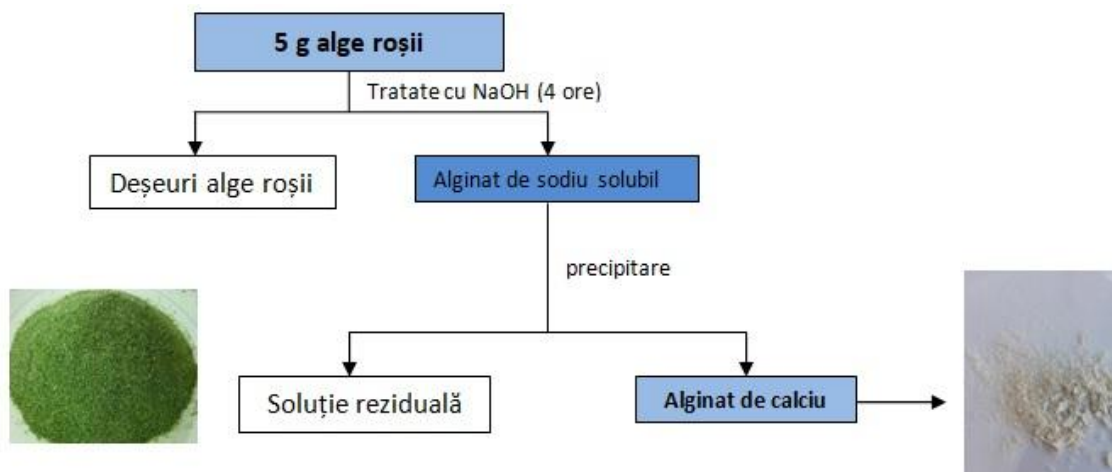 5 g alge roșii
Tratate cu NaOH (4 ore)
Deșeuri alge roșii
Alginat de sodiu solubil
precipitare
Soluție reziduală
Alginat de calciu